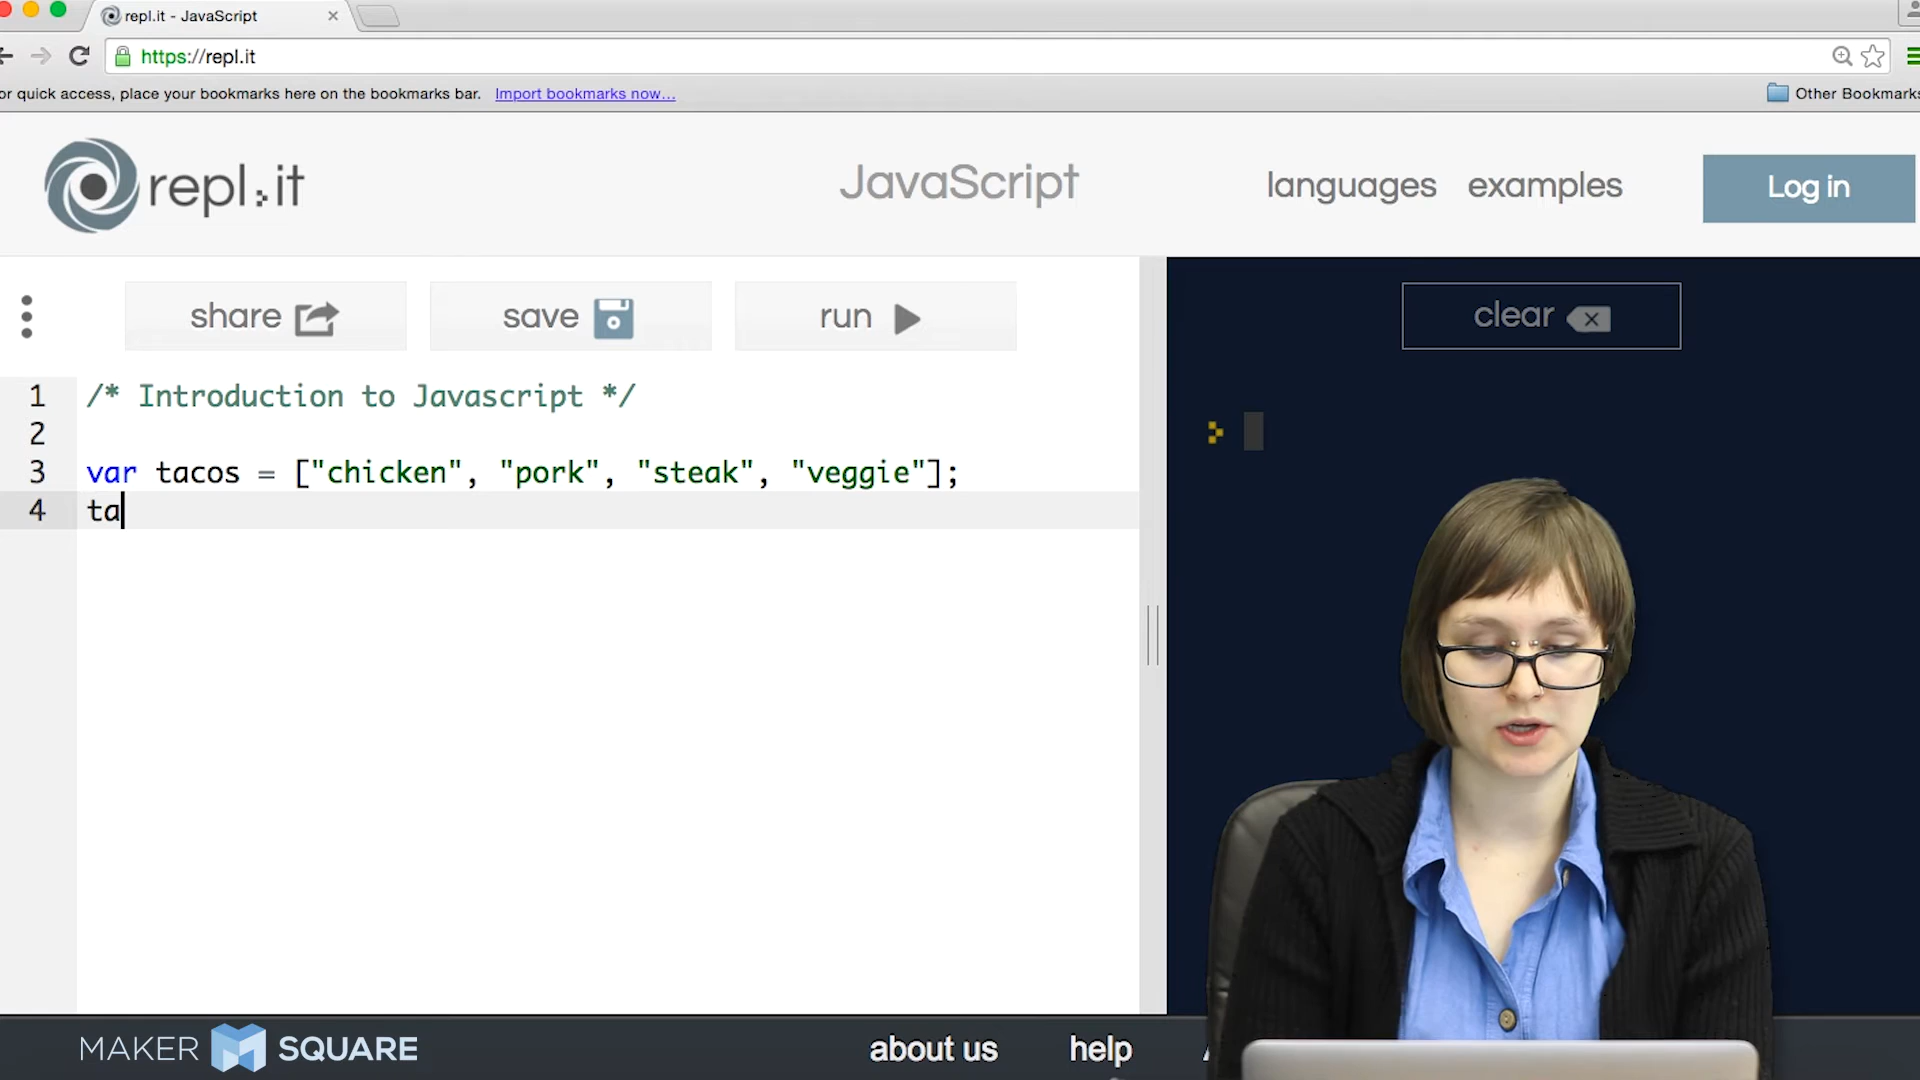 repl.it - JavaScript
https://repl.it
or quick access, place your bookmarks here on the bookmarks bar. Import bookmarks now...
Other Bookmarks
repl.it
JavaScript
languages examples
Log in
share save run
clear
1 /* Introduction to Javascript */
2
3 var tacos = ["chicken", "pork", "steak", "veggie"];
4 ta
>
MAKER SQUARE
about us help